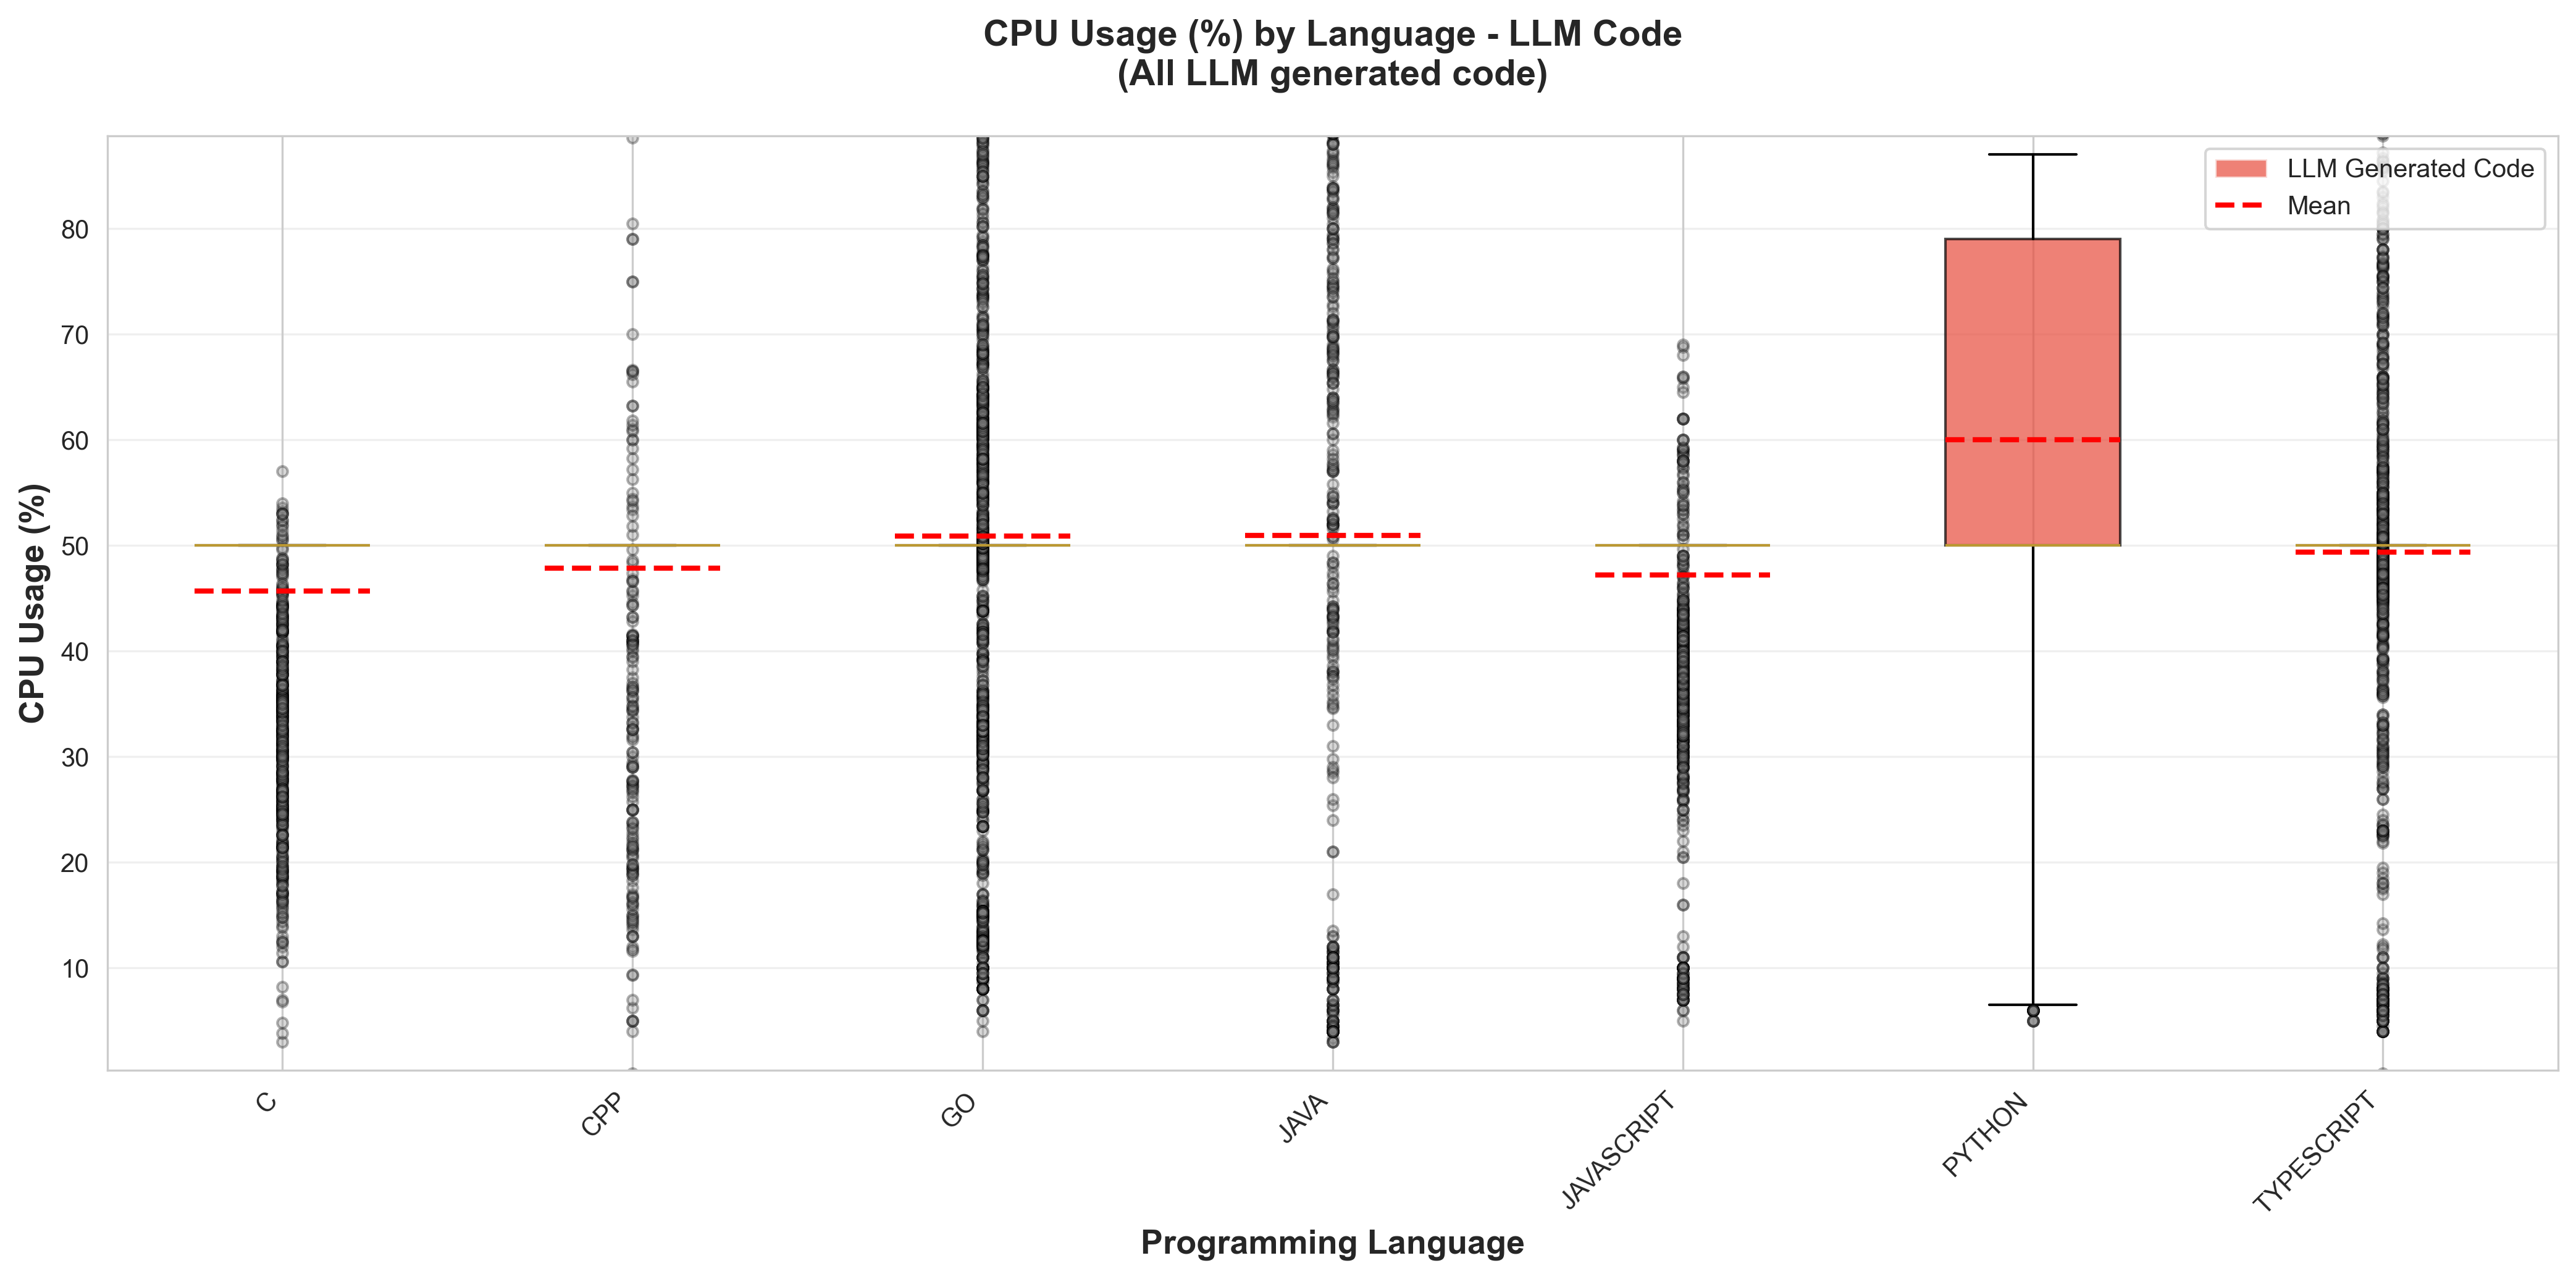 CPU Usage (%) by Language - LLM Code
(All LLM generated code)
LLM Generated Code
Mean
CPU Usage (%)
80
70
60
50
40
30
20
10
C
CPP
GO
JAVA
JAVASCRIPT
PYTHON
TYPESCRIPT
Programming Language